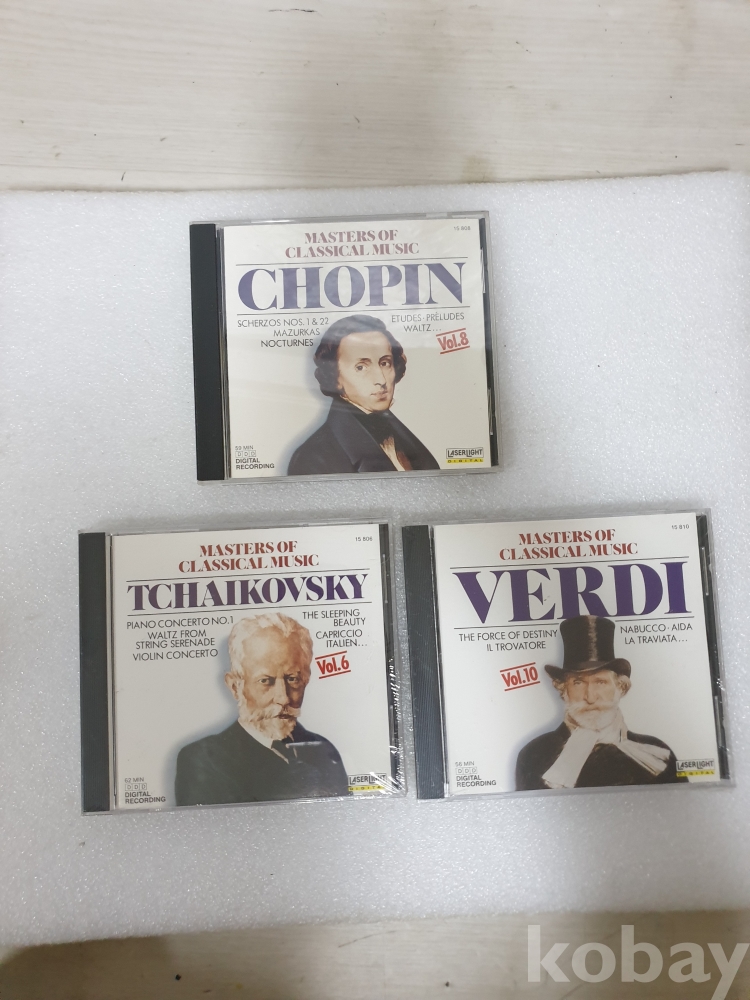 MASTERS OF
CLASSICAL MUSIC
15 808
CHOPIN
SCHERZOS NOS. 1 & 22
MAZURKAS
NOCTURNES
ETUDES · PRÉLUDES
WALTZ...
Vol.8
59 MIN
DDD
DIGITAL
RECORDING
LASERLIGHT
DIGITAL
MASTERS OF
CLASSICAL MUSIC
15 806
TCHAIKOVSKY
PIANO CONCERTO NO. 1
WALTZ FROM
STRING SERENADE
VIOLIN CONCERTO
THE SLEEPING
BEAUTY
CAPRICCIO
ITALIEN...
Vol.6
62 MIN
DDD
DIGITAL
RECORDING
LASERLIGHT
DIGITAL
MASTERS OF
CLASSICAL MUSIC
15 810
VERDI
THE FORCE OF DESTINY
IL TROVATORE
NABUCCO · AIDA
LA TRAVIATA...
Vol.10
56 MIN
DDD
DIGITAL
RECORDING
LASERLIGHT
DIGITAL
kobay